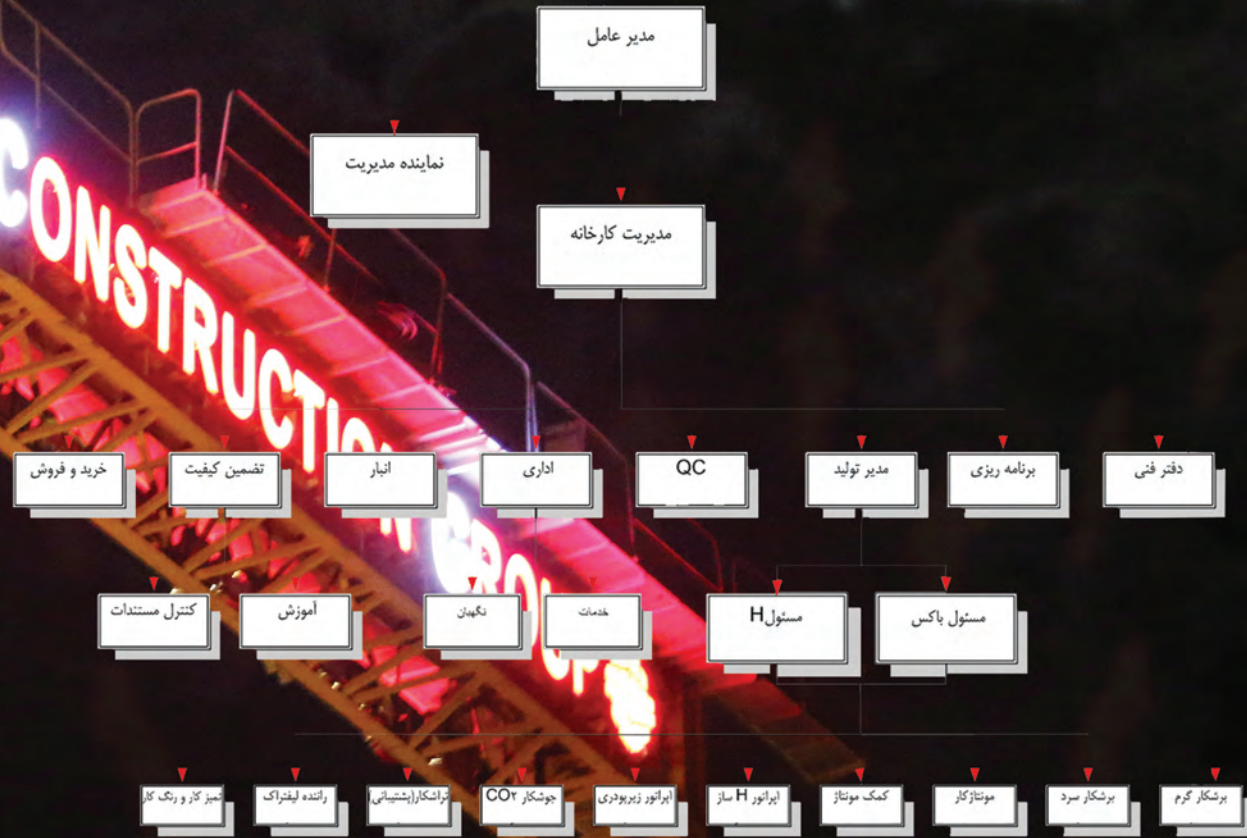 مدیر عامل
نماینده مدیریت
مدیریت کارخانه
دفتر فنی
برنامه ریزی
مدیر تولید
QC
اداری
انبار
تضمین کیفیت
خرید و فروش
مسئول باکس
مسئولH
خدمات
نگهبان
آموزش
کنترل مستندات
برشکار گرم
برشکار سرد
مونتاژکار
کمک مونتاژ
اپراتور H ساز
اپراتور زیرپودری
جوشکار CO۲
تراشکار(پشتیبانی)
راننده لیفتراک
تمیز کار و رنگ کار
CONSTRUCTION GROUP